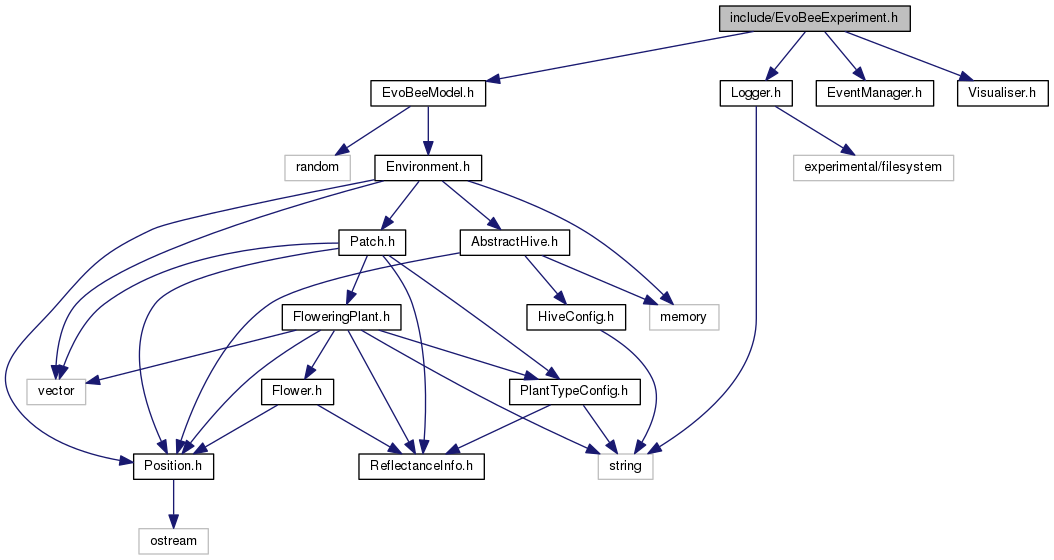 include/EvoBeeExperiment.h
EvoBeeModel.h
Logger.h
EventManager.h
Visualiser.h
random
Environment.h
experimental/filesystem
Patch.h
AbstractHive.h
FloweringPlant.h
HiveConfig.h
memory
vector
Flower.h
PlantTypeConfig.h
Position.h
ReflectanceInfo.h
string
ostream